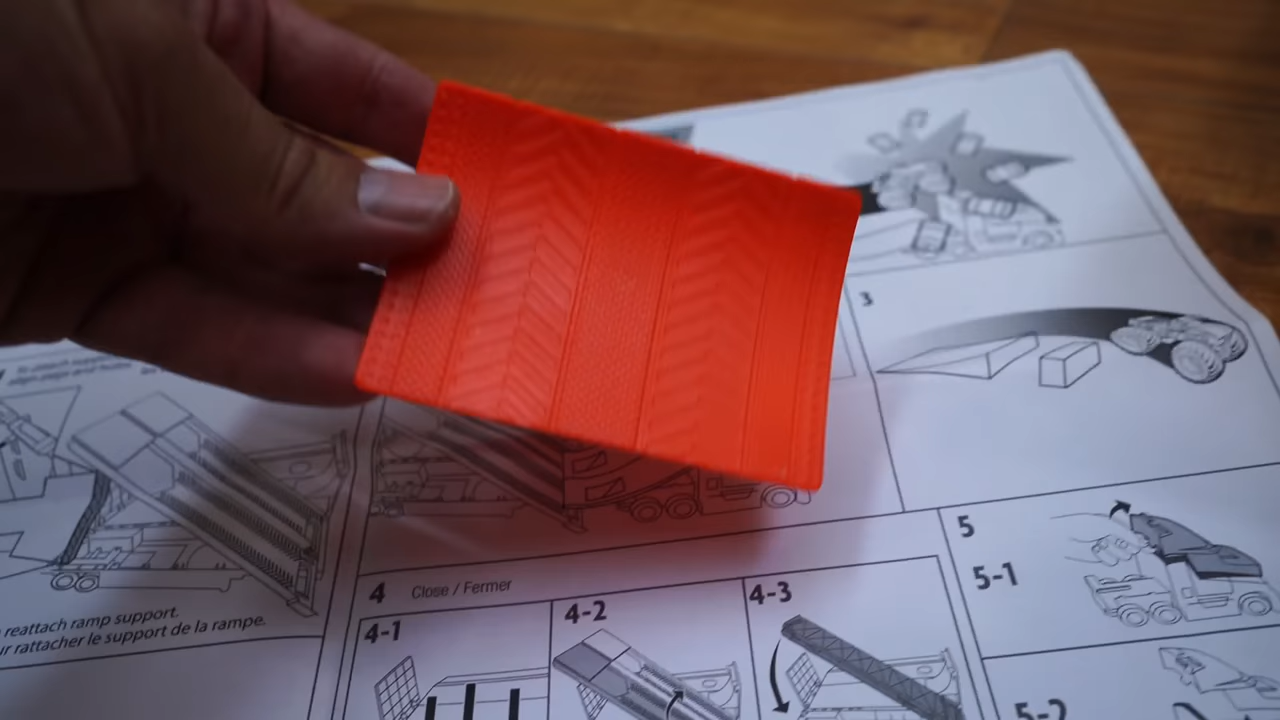 3
reattach ramp support.
ur rattacher le support de la rampe.
4 Close / Fermer
4-1
4-2
4-3
5
5-1
5-2